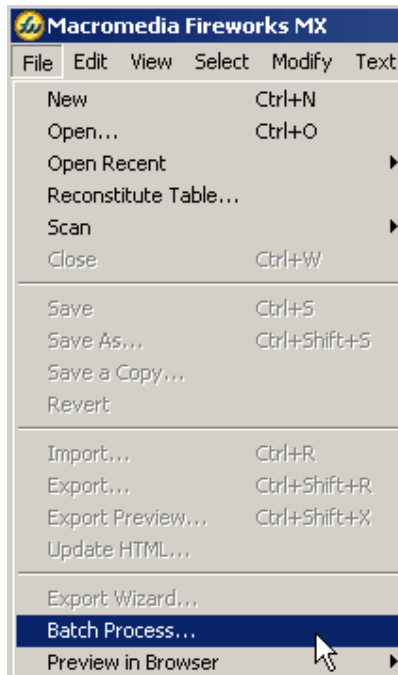 Macromedia Fireworks MX
File Edit View Select Modify Text
New Ctrl+N
Open... Ctrl+O
Open Recent
Reconstitute Table...
Scan
Close Ctrl+W
Save Ctrl+S
Save As... Ctrl+Shift+S
Save a Copy...
Revert
Import... Ctrl+R
Export... Ctrl+Shift+R
Export Preview... Ctrl+Shift+X
Update HTML...
Export Wizard...
Batch Process...
Preview in Browser